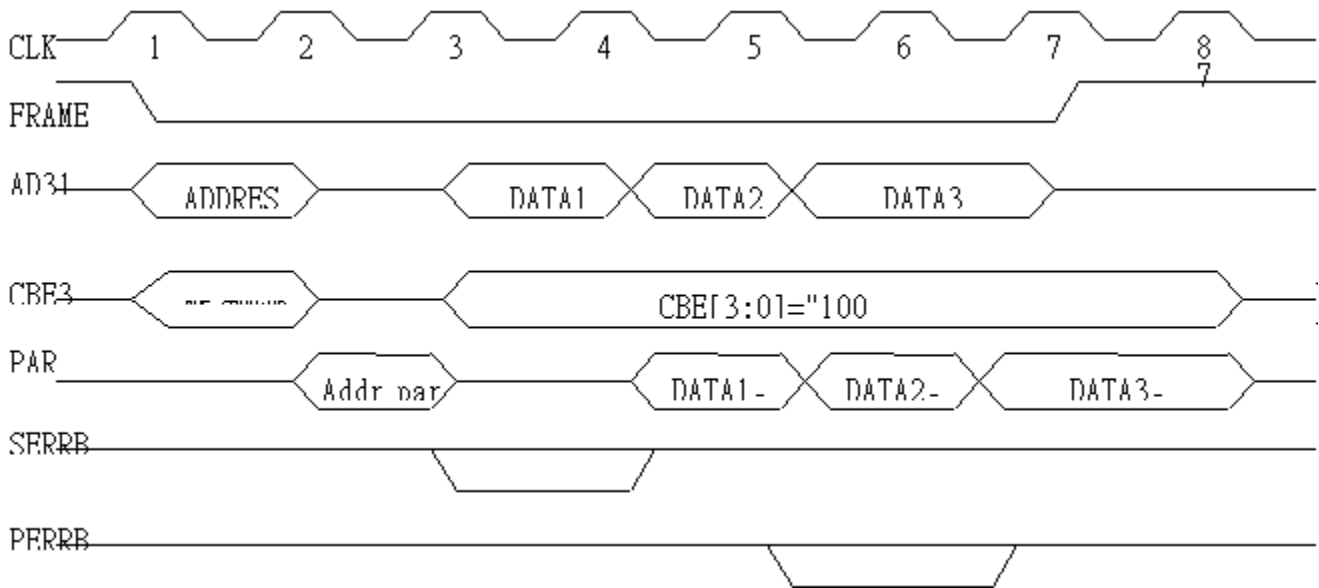 CLK 1 2 3 4 5 6 7 8
7
FRAME
AD31 ADDRES DATA1 DATA2 DATA3
CBE3 CBE[3:0]="100
PAR Addr par DATA1- DATA2- DATA3-
SERRB
PERRB